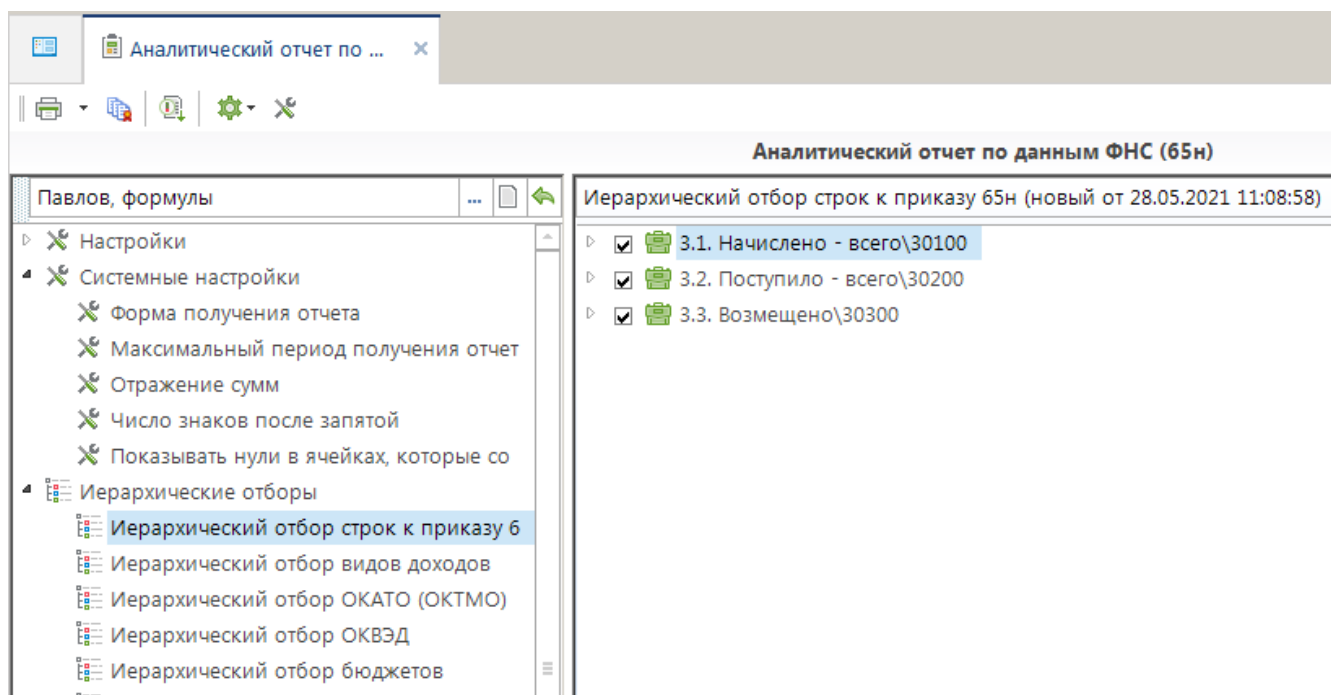 Аналитический отчет по ...
Аналитический отчет по данным ФНС (65н)
Павлов, формулы
...
Настройки
Системные настройки
Форма получения отчета
Максимальный период получения отчет
Отражение сумм
Число знаков после запятой
Показывать нули в ячейках, которые со
Иерархические отборы
Иерархический отбор строк к приказу 6
Иерархический отбор видов доходов
Иерархический отбор ОКАТО (ОКТМО)
Иерархический отбор ОКВЭД
Иерархический отбор бюджетов
Иерархический отбор строк к приказу 65н (новый от 28.05.2021 11:08:58)
3.1. Начислено - всего\30100
3.2. Поступило - всего\30200
3.3. Возмещено\30300